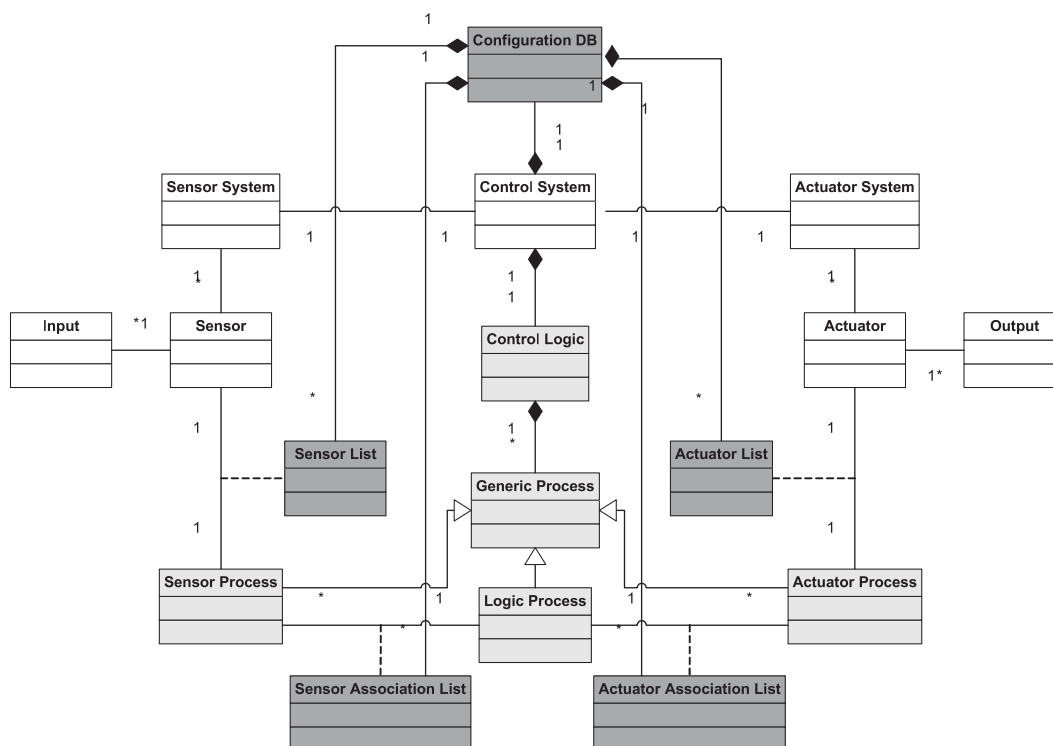 1
Configuration DB
1
1
1
1
1
Sensor System
Control System
Actuator System
1
1
1
1
1
*
1
1
*
1
Input
*1
Sensor
Control Logic
Actuator
Output
1*
*
*
1
1
*
1
Sensor List
Actuator List
Generic Process
1
1
Sensor Process
Actuator Process
*
1
Logic Process
1
*
*
*
Sensor Association List
Actuator Association List